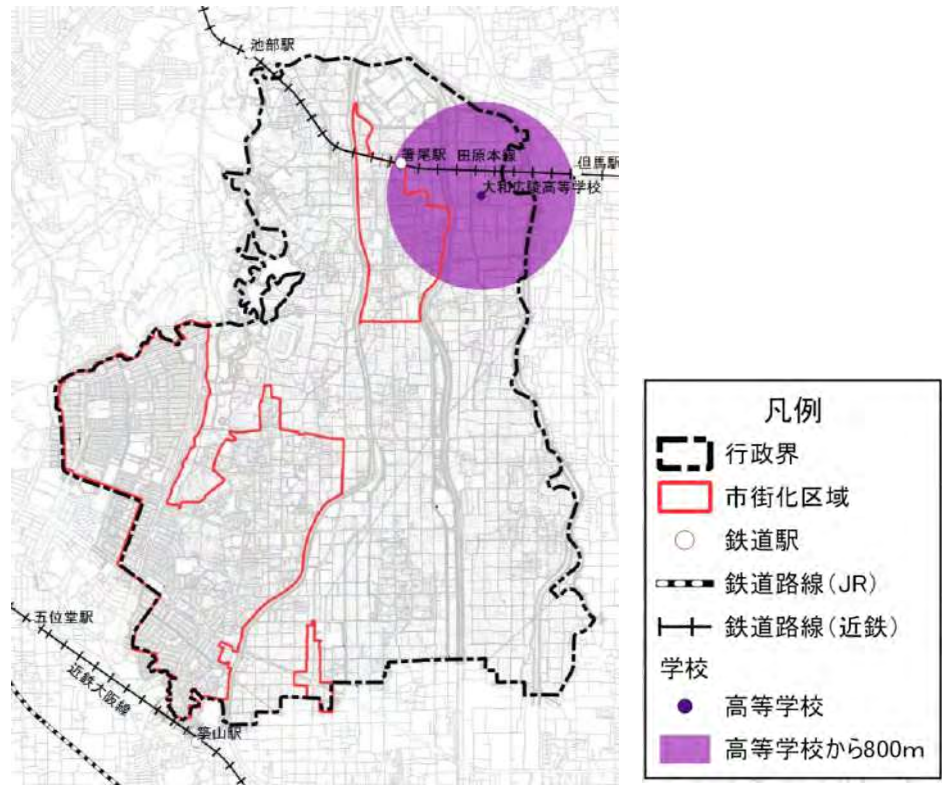 池部駅
箸尾駅
田原本線
但馬駅
大和広陵高等学校
五位堂駅
近鉄大阪線
築山駅
凡例
行政界
市街化区域
鉄道駅
鉄道路線(JR)
鉄道路線(近鉄)
学校
高等学校
高等学校から800m